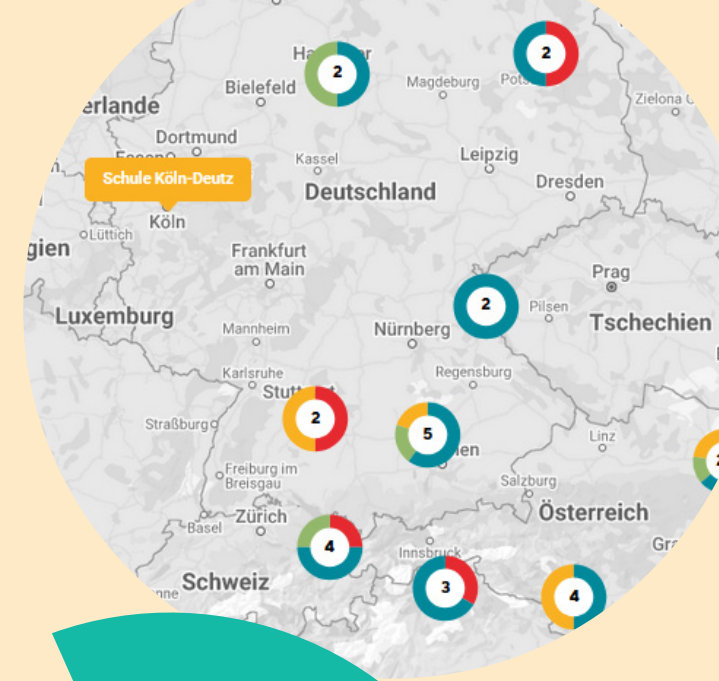 2
2
Bielefeld
Magdeburg
erlande
Dortmund
Kassel
Leipzig
Schule Köln-Deutz
Deutschland
Dresden
Köln
Lüttich
gien
Frankfurt
am Main
Prag
2
Pilsen
Luxemburg
Mannheim
Nürnberg
Tschechien
Karlsruhe
Regensburg
2
Straßburg
5
Linz
Freiburg im
Breisgau
Salzburg
Basel
Zürich
Österreich
4
Innsbruck
Schweiz
3
4